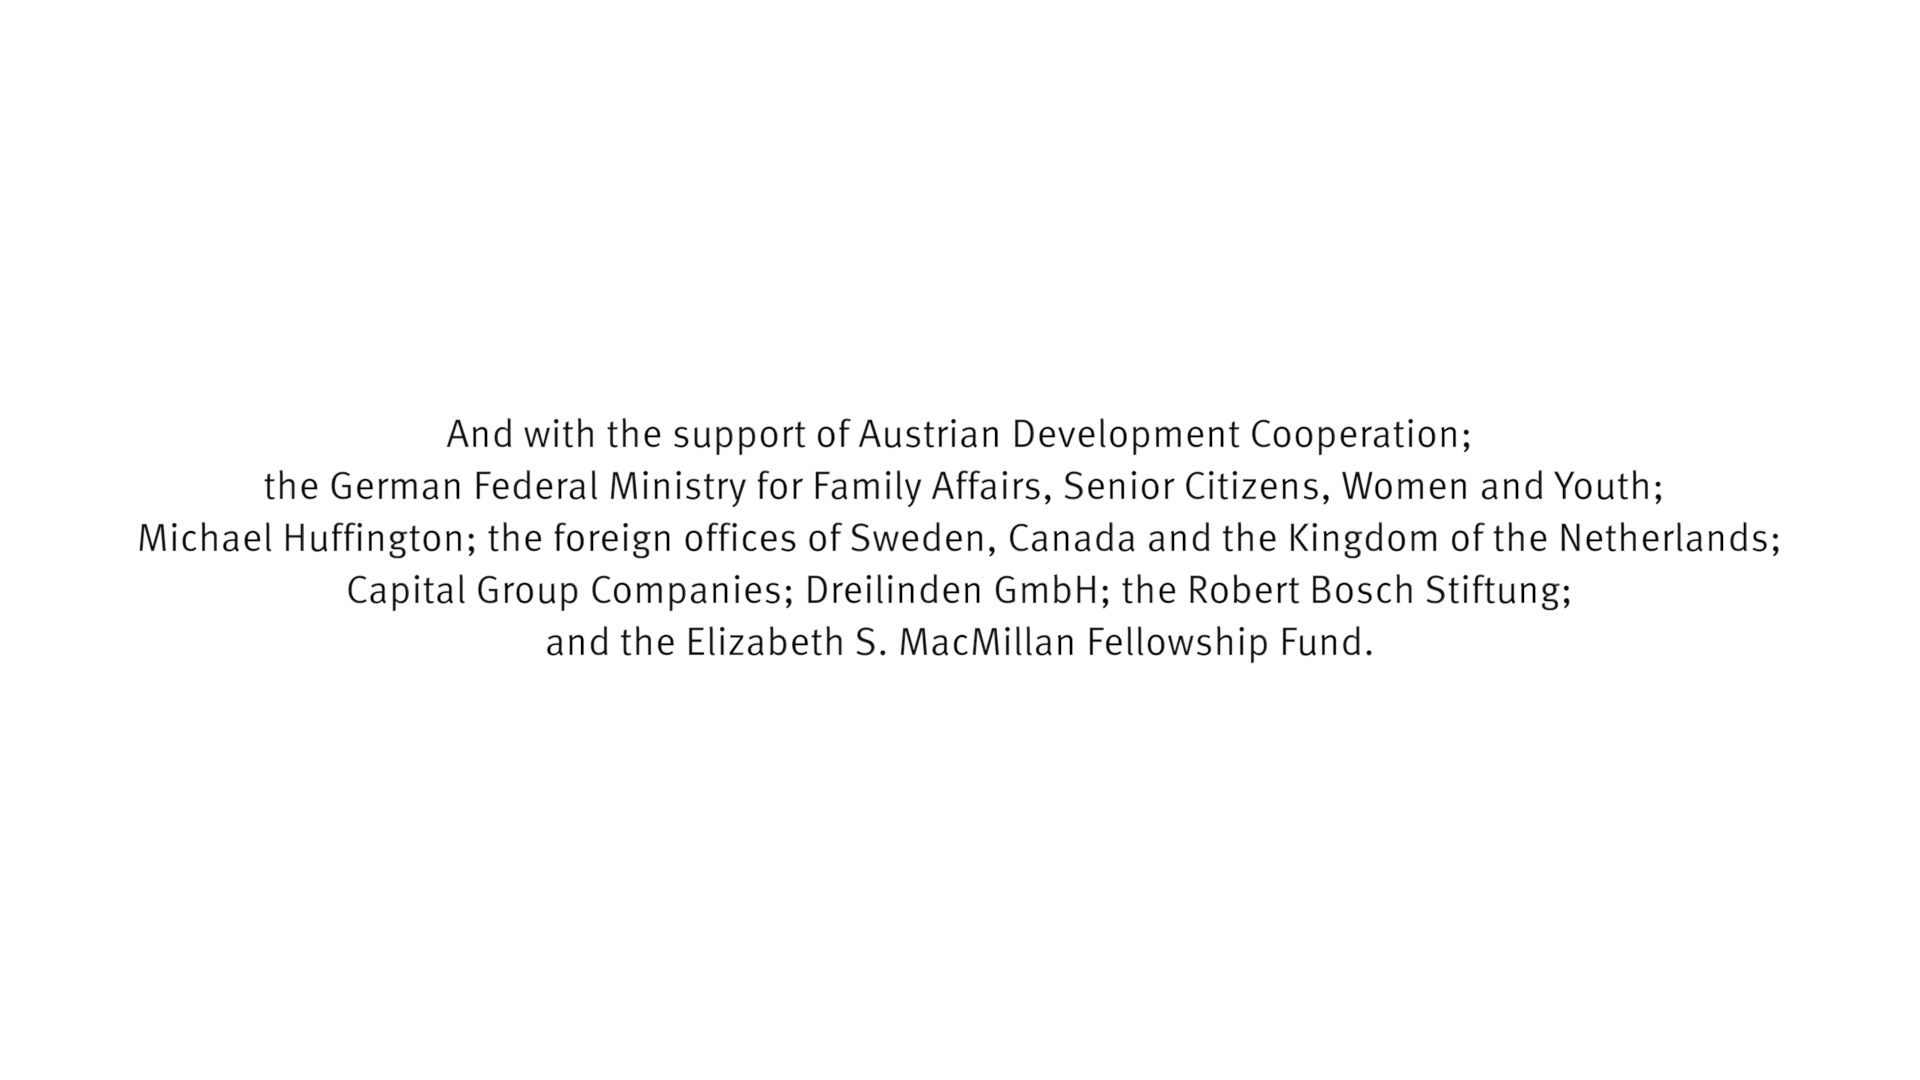 And with the support of Austrian Development Cooperation;
the German Federal Ministry for Family Affairs, Senior Citizens, Women and Youth;
Michael Huffington; the foreign offices of Sweden, Canada and the Kingdom of the Netherlands;
Capital Group Companies; Dreilinden GmbH; the Robert Bosch Stiftung;
and the Elizabeth S. MacMillan Fellowship Fund.